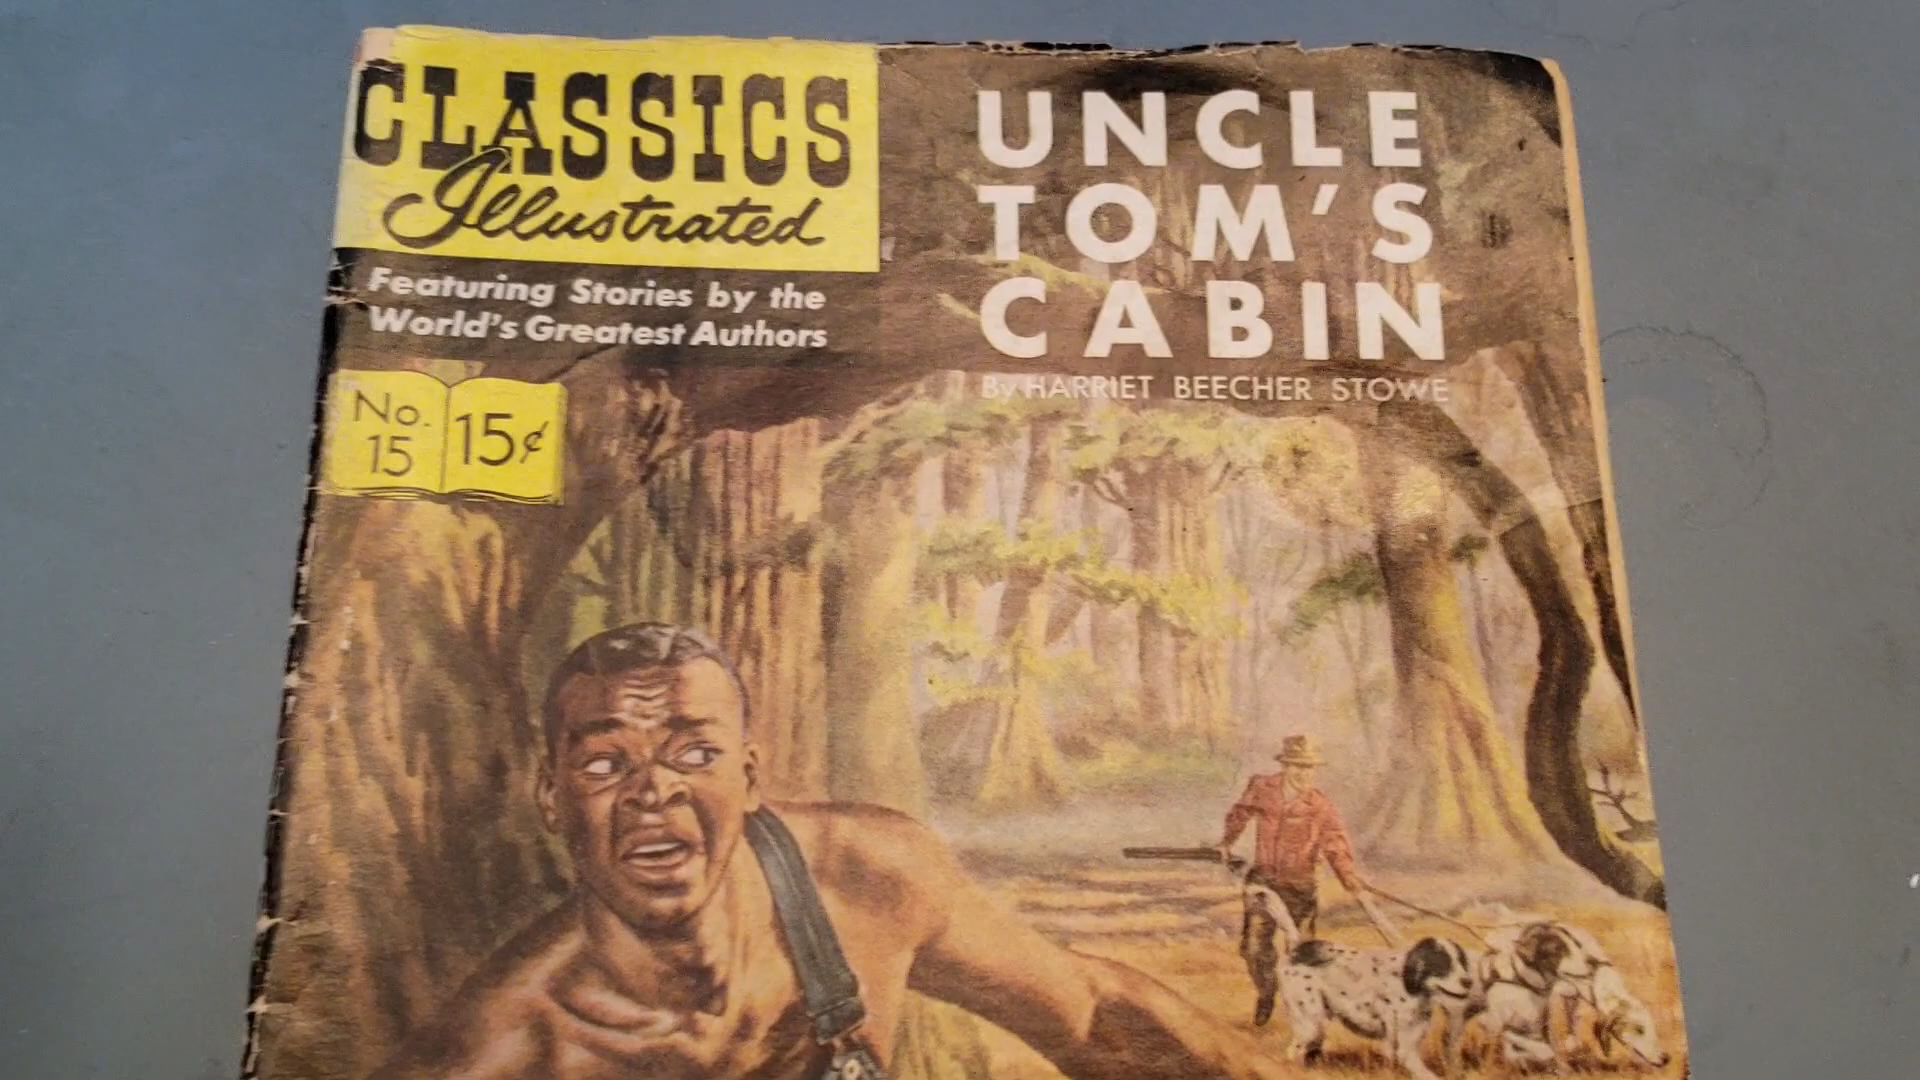 CLASSICS
Illustrated
Featuring Stories by the
World's Greatest Authors
No.
15
15¢
UNCLE
TOM'S
CABIN
By HARRIET BEECHER STOWE